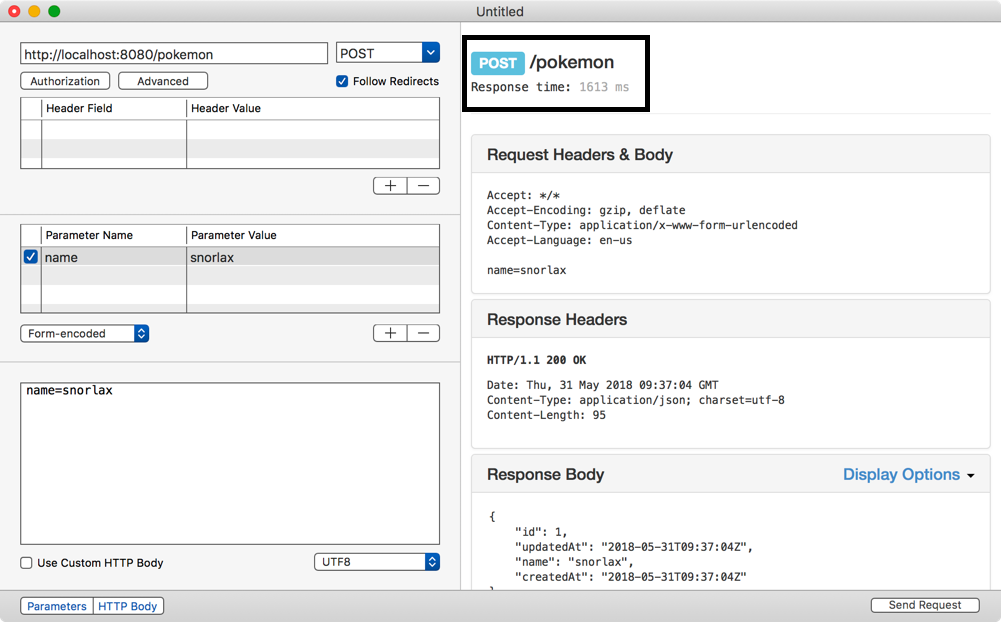 Untitled
http://localhost:8080/pokemon
POST
Authorization
Advanced
Follow Redirects
Header Field
Header Value
Parameter Name
Parameter Value
name
snorlax
Form-encoded
name=snorlax
Use Custom HTTP Body
UTF8
Parameters
HTTP Body
POST /pokemon
Response time: 1613 ms
Request Headers & Body
Accept: */*
Accept-Encoding: gzip, deflate
Content-Type: application/x-www-form-urlencoded
Accept-Language: en-us
name=snorlax
Response Headers
HTTP/1.1 200 OK
Date: Thu, 31 May 2018 09:37:04 GMT
Content-Type: application/json; charset=utf-8
Content-Length: 95
Response Body
Display Options
{
"id": 1,
"updatedAt": "2018-05-31T09:37:04Z",
"name": "snorlax",
"createdAt": "2018-05-31T09:37:04Z"
}
Send Request